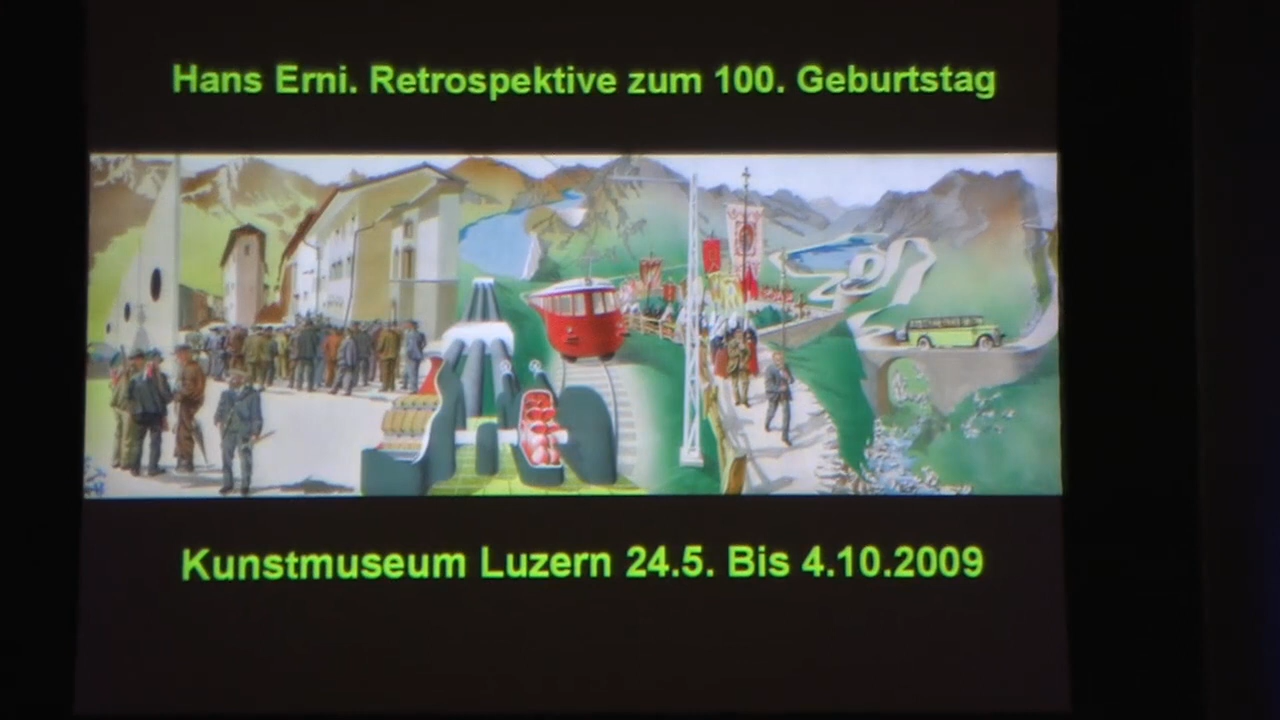 Hans Erni. Retrospektive zum 100. Geburtstag
Kunstmuseum Luzern 24.5. Bis 4.10.2009